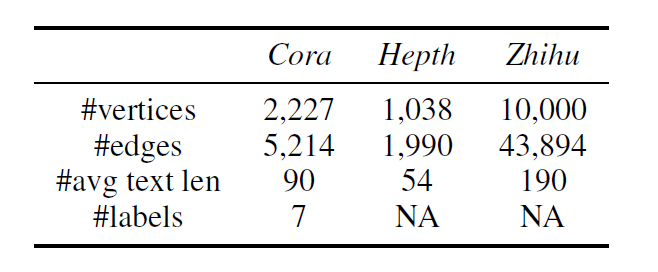 Cora Hepth Zhihu
#vertices 2,227 1,038 10,000
#edges 5,214 1,990 43,894
#avg text len 90 54 190
#labels 7 NA NA